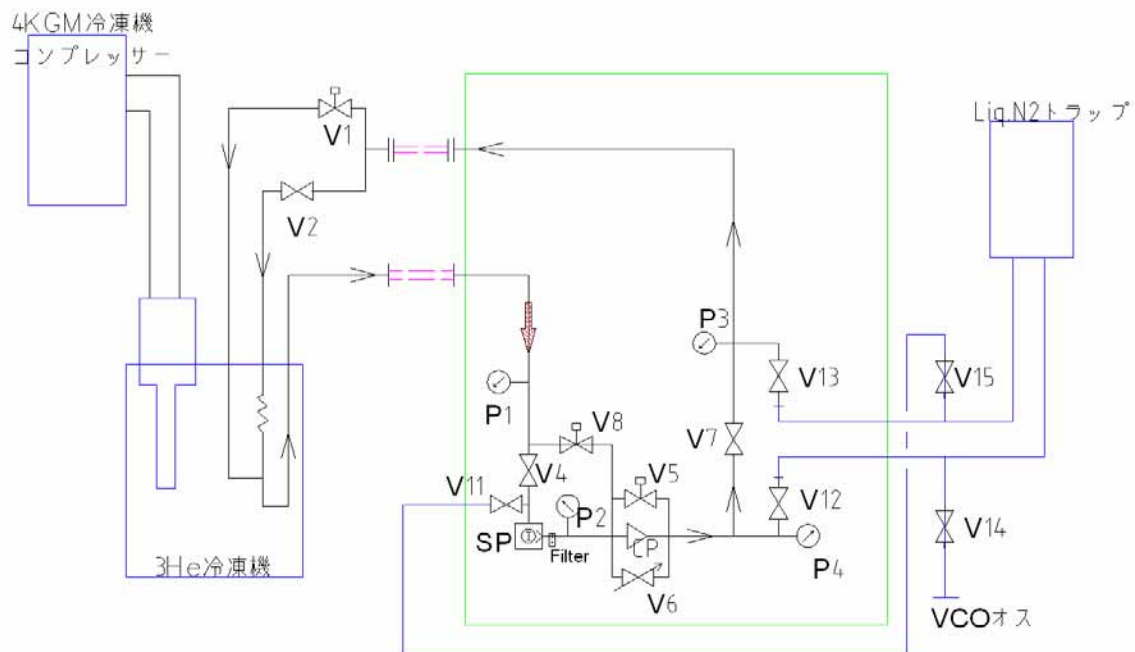 4KGM冷凍機
コンプレッサー
Liq.N2トラップ
V1
V2
P3
V13
V15
P1
V8
V7
V4
V5
V11
P2
V12
V14
SP
Filter
CP
P4
3He冷凍機
V6
VCOオス